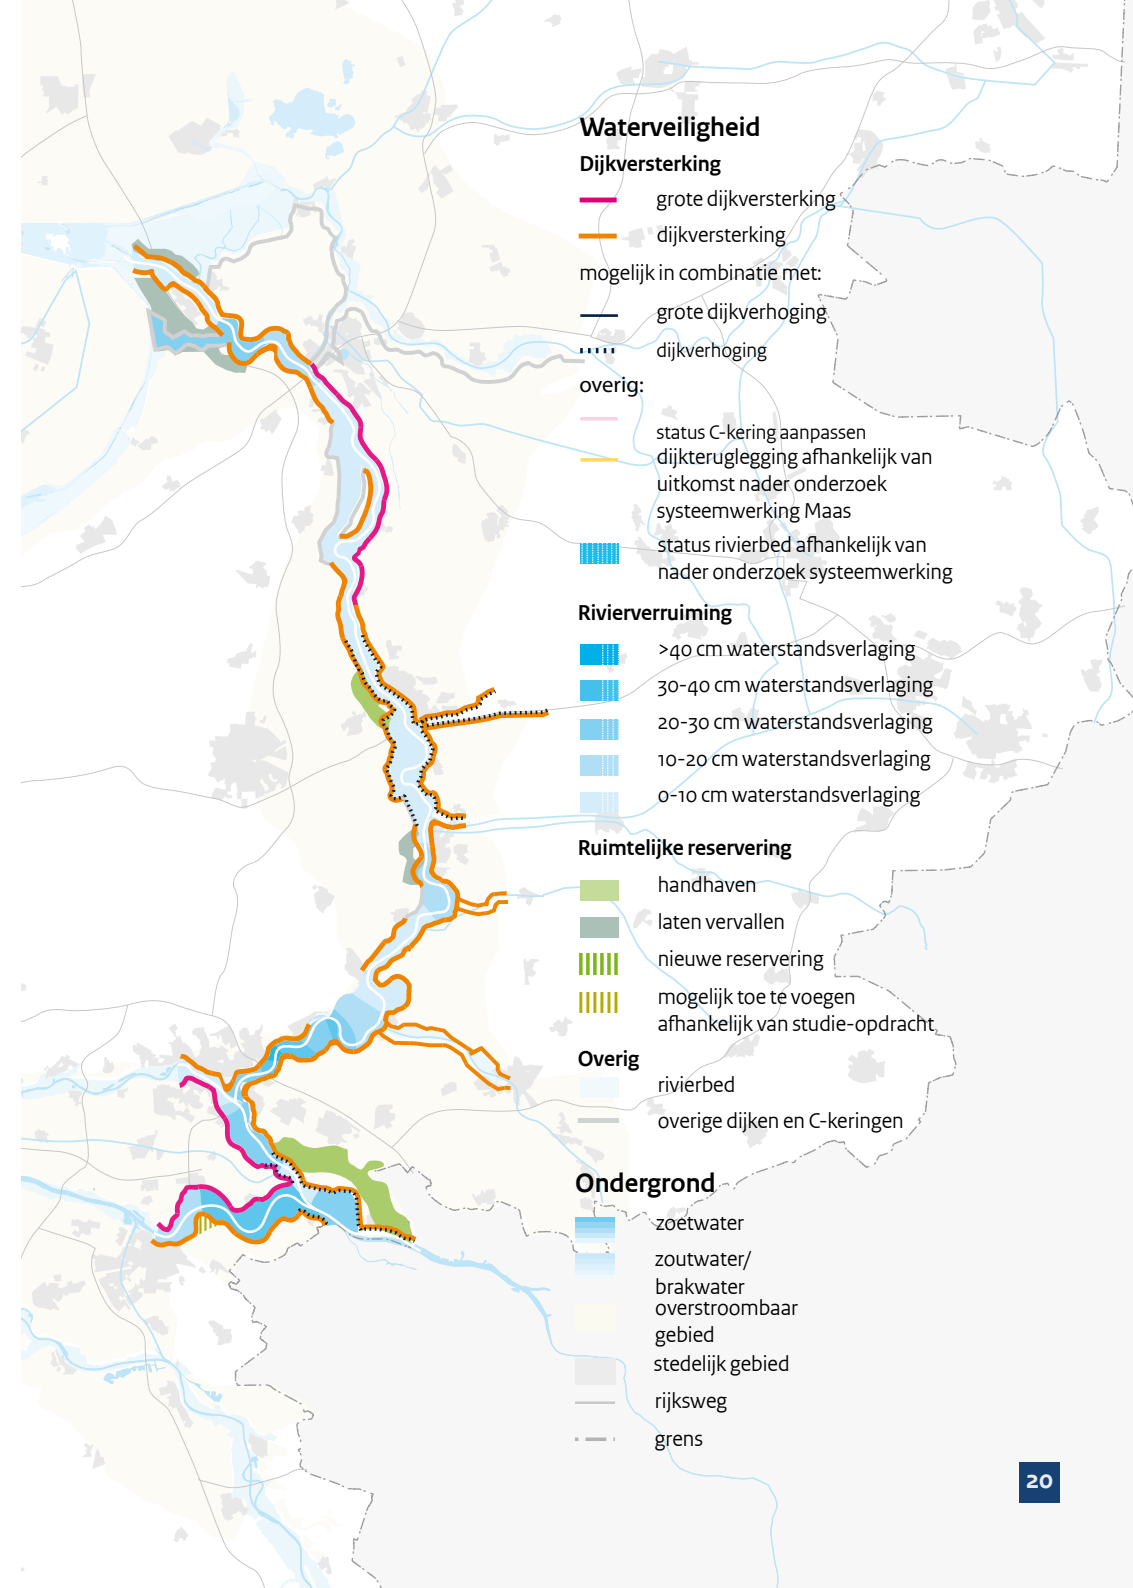 Waterveiligheid
Dijkversterking
grote dijkversterking
dijkversterking
mogelijk in combinatie met:
grote dijkverhoging
dijkverhoging
overig:
status C-kering aanpassen
dijkteruglegging afhankelijk van
uitkomst nader onderzoek
systeemwerking Maas
status rivierbed afhankelijk van
nader onderzoek systeemwerking
Rivierverruiming
>40 cm waterstandsverlaging
30-40 cm waterstandsverlaging
20-30 cm waterstandsverlaging
10-20 cm waterstandsverlaging
0-10 cm waterstandsverlaging
Ruimtelijke reservering
handhaven
laten vervallen
nieuwe reservering
mogelijk toe te voegen
afhankelijk van studie-opdracht
Overig
rivierbed
overige dijken en C-keringen
Ondergrond
zoetwater
zoutwater/
brakwater
overstroombaar
gebied
stedelijk gebied
rijksweg
grens
20